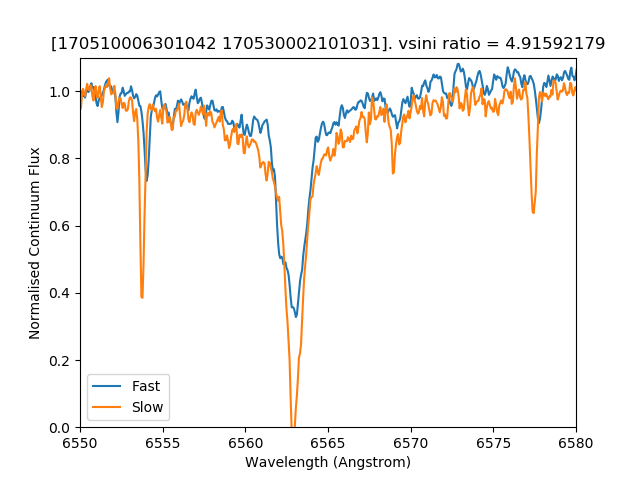 [170510006301042 170530002101031]. vsini ratio = 4.91592179
Normalised Continuum Flux
1.0
0.8
0.6
0.4
0.2
0.0
Fast
Slow
6550 6555 6560 6565 6570 6575 6580
Wavelength (Angstrom)